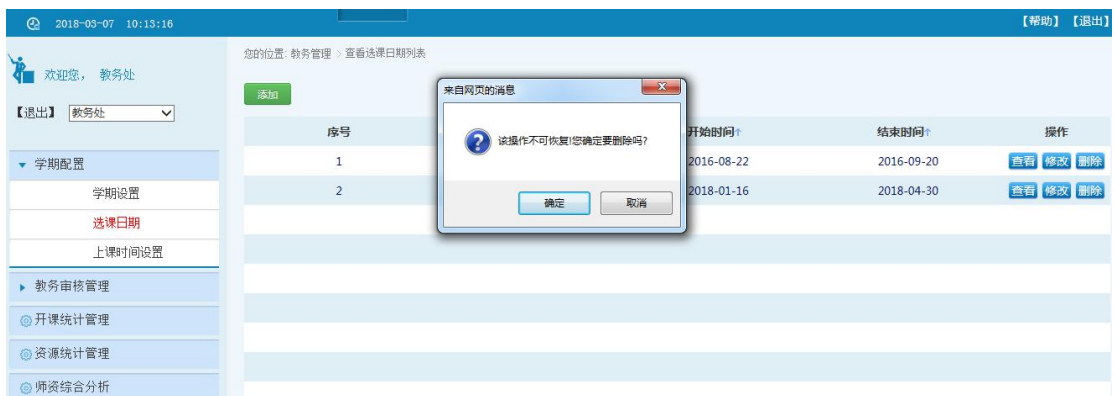 2018-03-07 10:13:16 【帮助】 【退出】
您的位置: 教务管理 > 查看选课日期列表
欢迎您， 教务处
【退出】 教务处
添加
来自网页的消息
该操作不可恢复!您确定要删除吗?
确定 取消
序号 开始时间↑ 结束时间↑ 操作
1 2016-08-22 2016-09-20 查看 修改 删除
2 2018-01-16 2018-04-30 查看 修改 删除
学期配置
学期设置
选课日期
上课时间设置
教务审核管理
开课统计管理
资源统计管理
师资综合分析